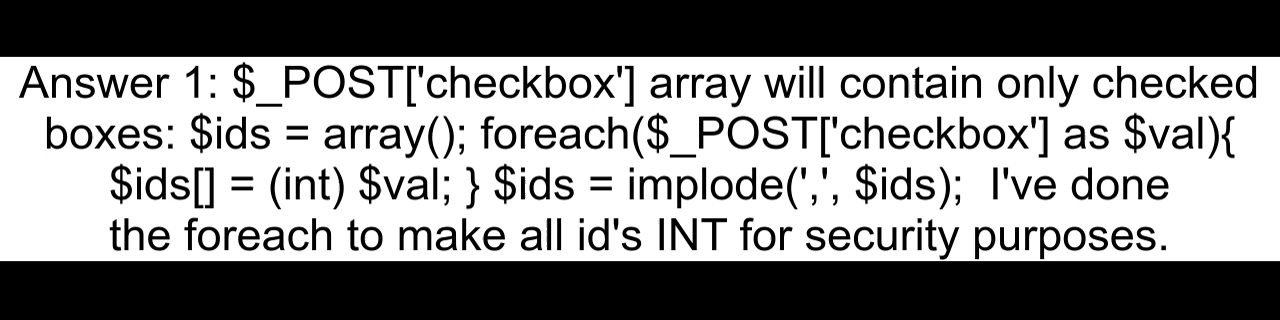 Answer 1: $_POST['checkbox'] array will contain only checked
boxes: $ids = array(); foreach($_POST['checkbox'] as $val){
$ids[] = (int) $val; } $ids = implode(',', $ids);  I've done
the foreach to make all id's INT for security purposes.